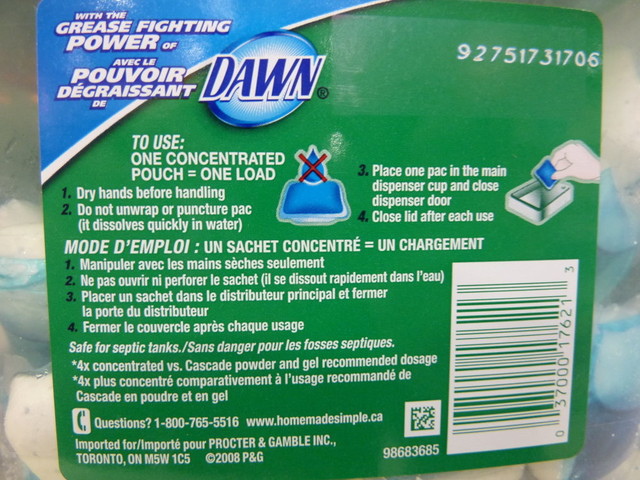 WITH THE
GREASE FIGHTING
POWER OF
AVEC LE
POUVOIR
DÉGRAISSANT
DE
DAWN®
92751731706
TO USE:
ONE CONCENTRATED
POUCH = ONE LOAD
1. Dry hands before handling
2. Do not unwrap or puncture pac
(it dissolves quickly in water)
3. Place one pac in the main
dispenser cup and close
dispenser door
4. Close lid after each use
MODE D'EMPLOI : UN SACHET CONCENTRÉ = UN CHARGEMENT
1. Manipuler avec les mains sèches seulement
2. Ne pas ouvrir ni perforer le sachet (il se dissout rapidement dans l'eau)
3. Placer un sachet dans le distributeur principal et fermer
la porte du distributeur
4. Fermer le couvercle après chaque usage
Safe for septic tanks./Sans danger pour les fosses septiques.
*4x concentrated vs. Cascade powder and gel recommended dosage
*4x plus concentré comparativement à l'usage recommandé de
Cascade en poudre et en gel
Questions? 1-800-765-5516 www.homemadesimple.ca
Imported for/Importé pour PROCTER & GAMBLE INC.,
TORONTO, ON M5W 1C5 ©2008 P&G
98683685
0 37000 17621 3